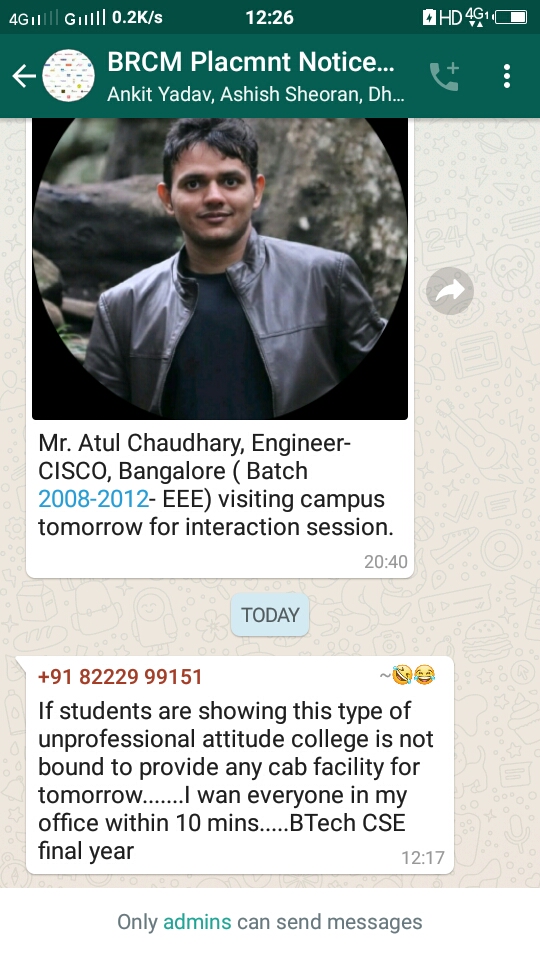 4G G 0.2K/s 12:26 HD 4G 1
BRCM Placmnt Notice...
Ankit Yadav, Ashish Sheoran, Dh...
24
Mr. Atul Chaudhary, Engineer-
CISCO, Bangalore ( Batch
2008-2012- EEE) visiting campus
tomorrow for interaction session.
20:40
TODAY
+91 82229 99151 ~🤣😂
If students are showing this type of
unprofessional attitude college is not
bound to provide any cab facility for
tomorrow.......I wan everyone in my
office within 10 mins.....BTech CSE
final year
12:17
Only admins can send messages